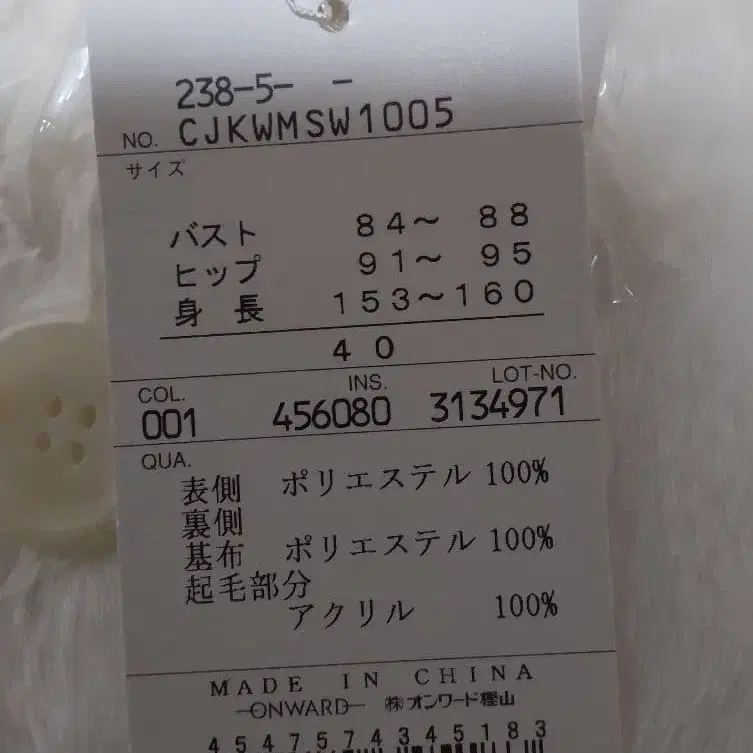 238-5- -
NO. CJKWMSW1005
サイズ
バスト 84～ 88
ヒップ 91～ 95
身 長 153～160
40
COL. INS. LOT-NO.
001 456080 3134971
QUA.
表側 ポリエステル 100%
裏側
基布 ポリエステル 100%
起毛部分
アクリル 100%
MADE IN CHINA
ONWARD ㈱オンワード樫山
4547574345183